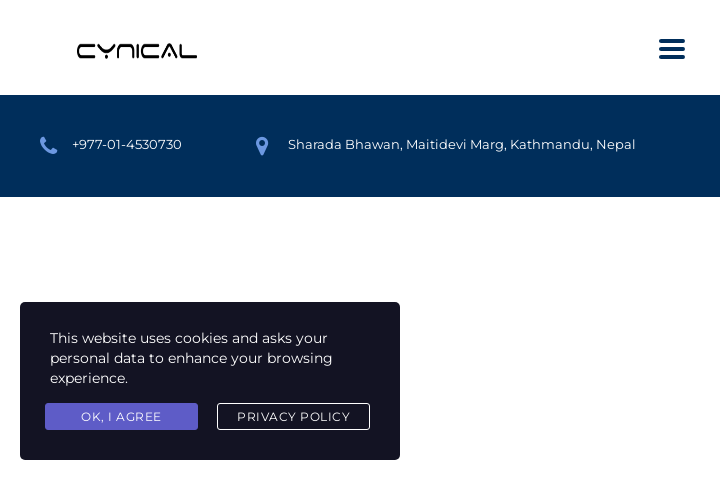 CYNICAL
+977-01-4530730
Sharada Bhawan, Maitidevi Marg, Kathmandu, Nepal
This website uses cookies and asks your
personal data to enhance your browsing
experience.
OK, I AGREE
PRIVACY POLICY